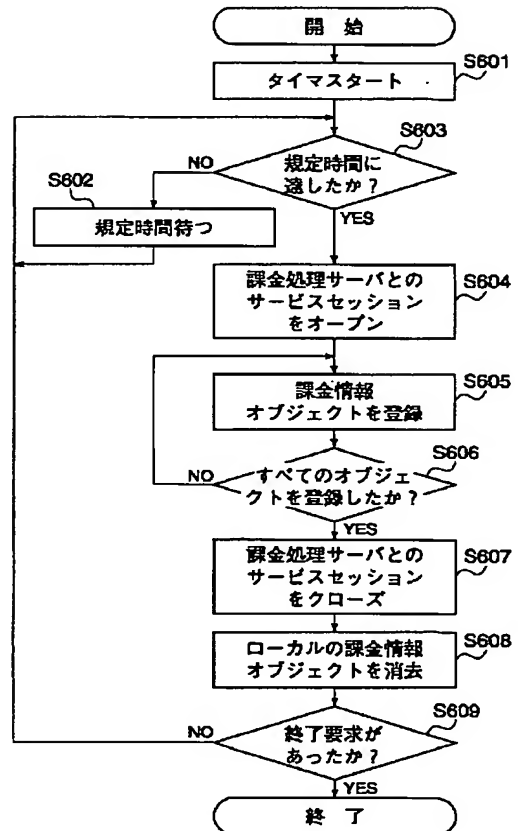 開 始
S601
タイマスタート
S603
NO
規定時間に
達したか？
S602
YES
規定時間待つ
課金処理サーバとの
サービスセッション
をオープン
S604
S605
課金情報
オブジェクトを登録
S606
NO
すべてのオブジェ
クトを登録したか？
YES
課金処理サーバとの
サービスセッション
をクローズ
S607
S608
ローカルの課金情報
オブジェクトを消去
S609
NO
終了要求が
あったか？
YES
終 了